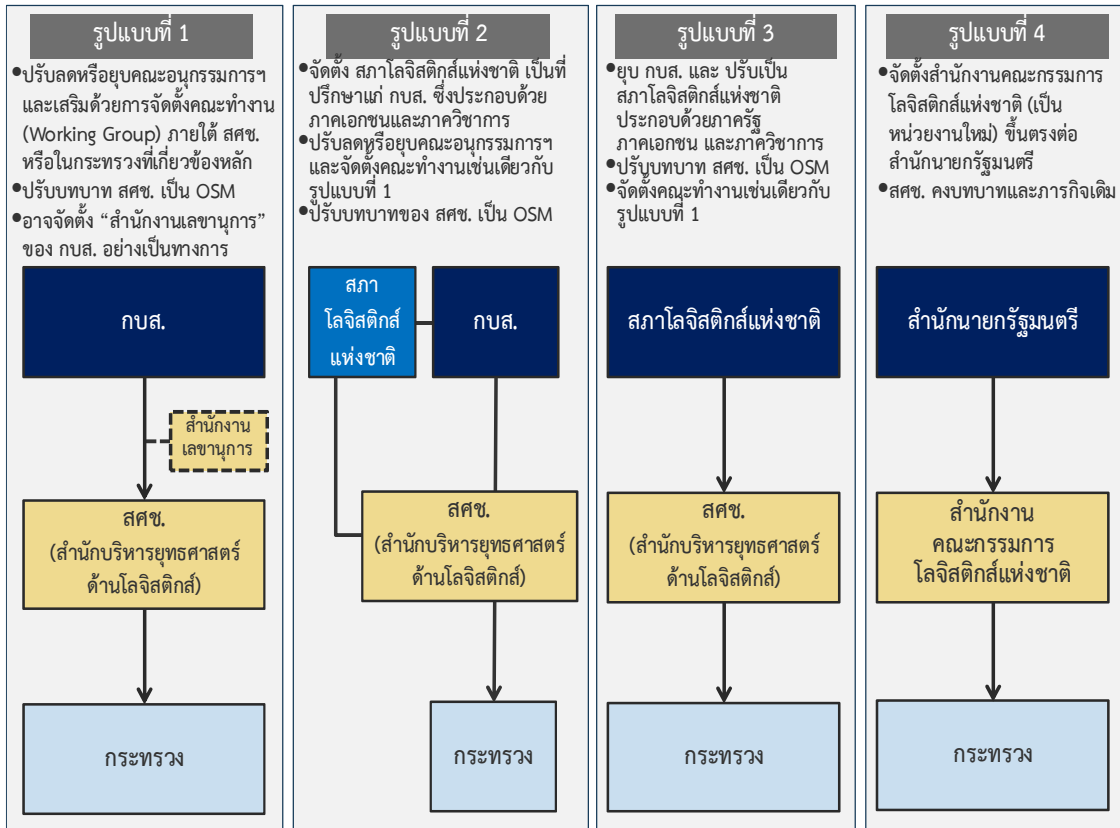 รูปแบบที่ 1
•ปรับลดหรือยุบคณะอนุกรรมการฯ
และเสริมด้วยการจัดตั้งคณะทำงาน
(Working Group) ภายใต้ สศช.
หรือในกระทรวงที่เกี่ยวข้องหลัก
•ปรับบทบาท สศช. เป็น OSM
•อาจจัดตั้ง “สำนักงานเลขานุการ”
ของ กบส. อย่างเป็นทางการ
กบส.
สำนักงาน
เลขานุการ
สศช.
(สำนักบริหารยุทธศาสตร์
ด้านโลจิสติกส์)
กระทรวง
รูปแบบที่ 2
•จัดตั้ง สภาโลจิสติกส์แห่งชาติ เป็นที่
ปรึกษาแก่ กบส. ซึ่งประกอบด้วย
ภาคเอกชนและภาควิชาการ
•ปรับลดหรือยุบคณะอนุกรรมการฯ
และจัดตั้งคณะทำงานเช่นเดียวกับ
รูปแบบที่ 1
•ปรับบทบาทของ สศช. เป็น OSM
สภา
โลจิสติกส์
แห่งชาติ
กบส.
สศช.
(สำนักบริหารยุทธศาสตร์
ด้านโลจิสติกส์)
กระทรวง
รูปแบบที่ 3
•ยุบ กบส. และ ปรับเป็น
สภาโลจิสติกส์แห่งชาติ
ประกอบด้วยภาครัฐ
ภาคเอกชน และภาควิชาการ
•ปรับบทบาท สศช. เป็น OSM
•จัดตั้งคณะทำงานเช่นเดียวกับ
รูปแบบที่ 1
สภาโลจิสติกส์แห่งชาติ
สศช.
(สำนักบริหารยุทธศาสตร์
ด้านโลจิสติกส์)
กระทรวง
รูปแบบที่ 4
•จัดตั้งสำนักงานคณะกรรมการ
โลจิสติกส์แห่งชาติ (เป็น
หน่วยงานใหม่) ขึ้นตรงต่อ
สำนักนายกรัฐมนตรี
•สศช. คงบทบาทและภารกิจเดิม
สำนักนายกรัฐมนตรี
สำนักงาน
คณะกรรมการ
โลจิสติกส์แห่งชาติ
กระทรวง